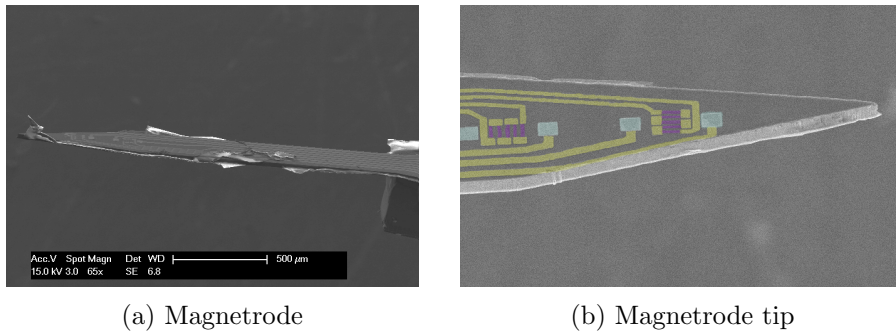 Acc.V Spot Magn Det WD 500 μm
15.0 kV 3.0 65x SE 6.8
(a) Magnetrode
(b) Magnetrode tip